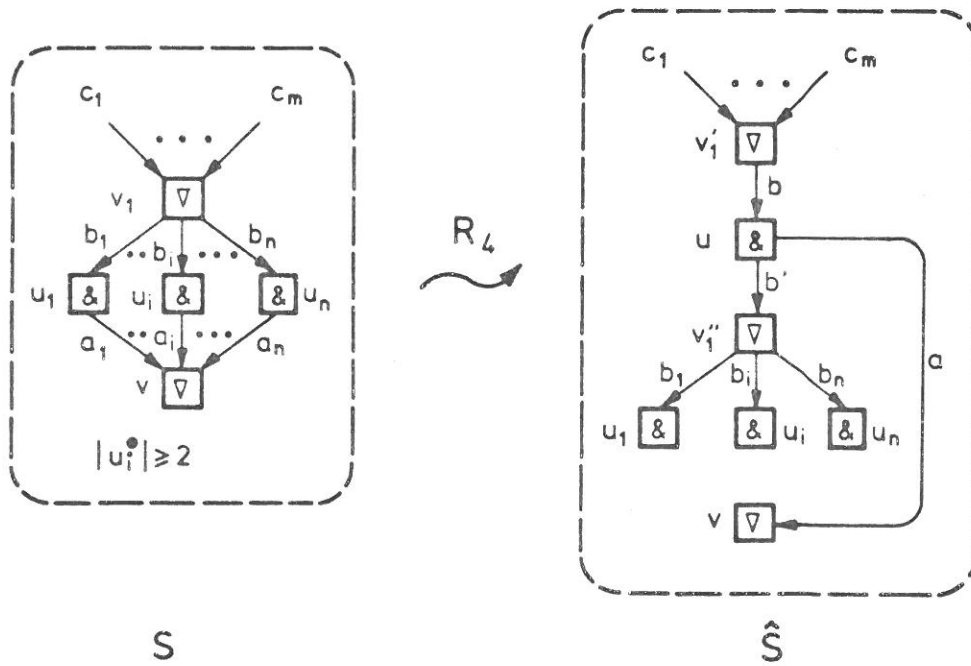 c₁ cₘ
v₁ ∇
b₁ bᵢ bₙ
u₁ & uᵢ & & uₙ
a₁ aᵢ aₙ
v ∇
|uᵢ•| ⩾ 2
S
R₄
c₁ cₘ
v₁′ ∇
b
u &
b′
v₁″ ∇
a
b₁ bᵢ bₙ
u₁ & & uᵢ & uₙ
v ∇
Ŝ